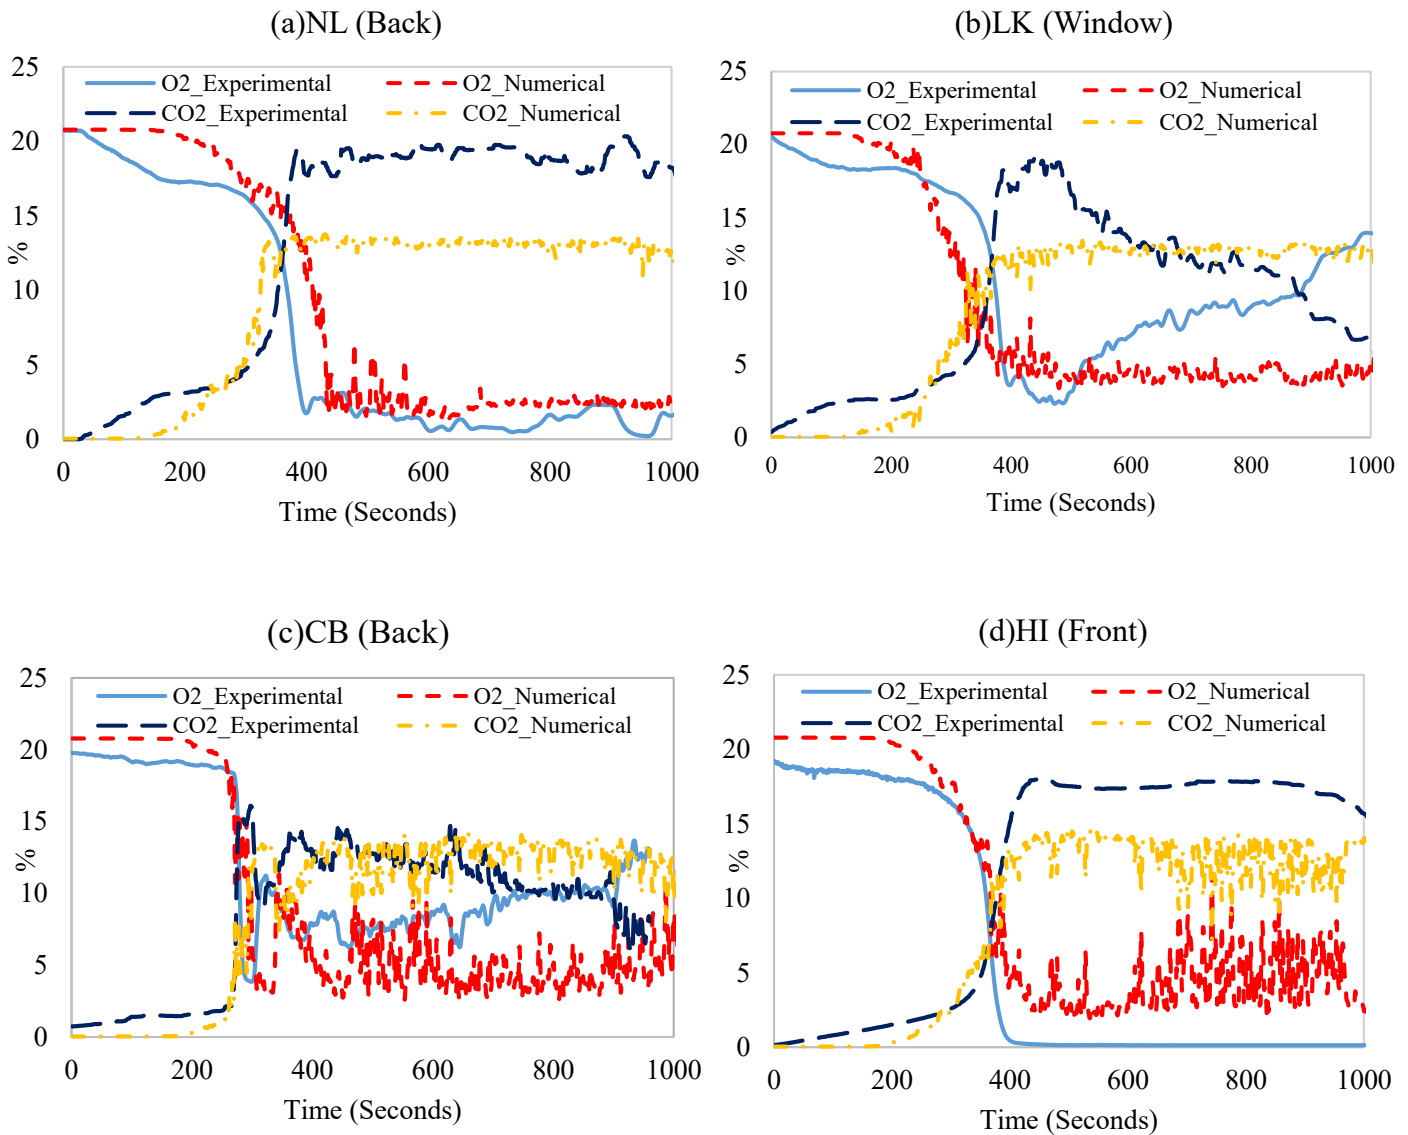 (a)NL (Back)
25
20
15
10
5
0
%
O2_Experimental
O2_Numerical
CO2_Experimental
CO2_Numerical
0 200 400 600 800 1000
Time (Seconds)
(b)LK (Window)
25
20
15
10
5
0
%
O2_Experimental
O2_Numerical
CO2_Experimental
CO2_Numerical
0 200 400 600 800 1000
Time (Seconds)
(c)CB (Back)
25
20
15
10
5
0
%
O2_Experimental
O2_Numerical
CO2_Experimental
CO2_Numerical
0 200 400 600 800 1000
Time (Seconds)
(d)HI (Front)
25
20
15
10
5
0
%
O2_Experimental
O2_Numerical
CO2_Experimental
CO2_Numerical
0 200 400 600 800 1000
Time (Seconds)